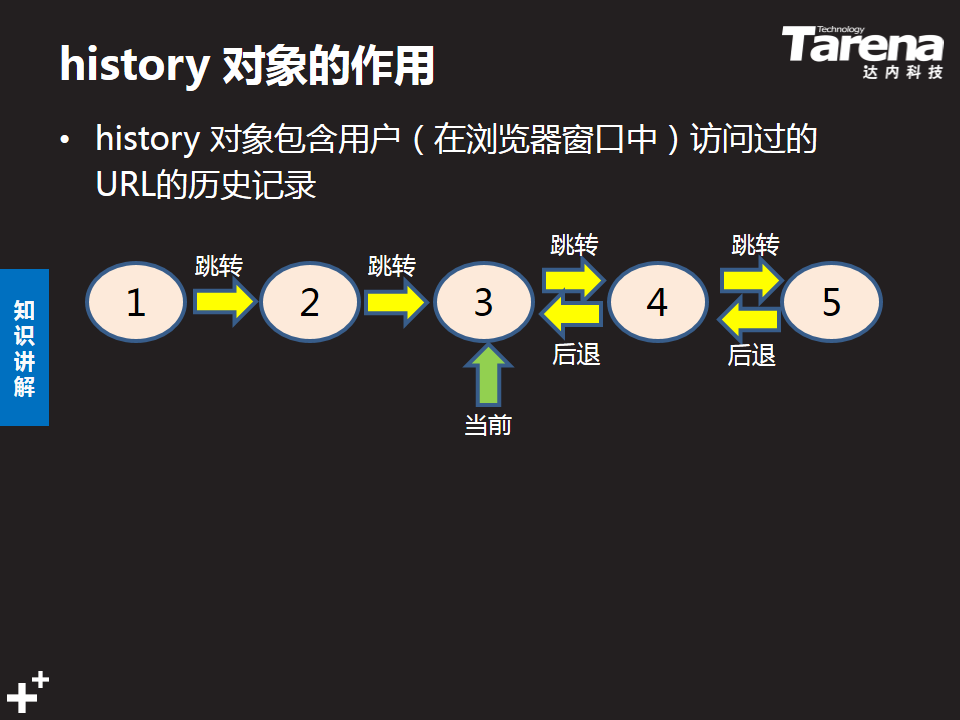 history 对象的作用
Technology
Tarena
达内科技
• history 对象包含用户（在浏览器窗口中）访问过的
URL的历史记录
跳转
跳转
跳转
跳转
1
2
3
4
5
后退
后退
当前
知识讲解